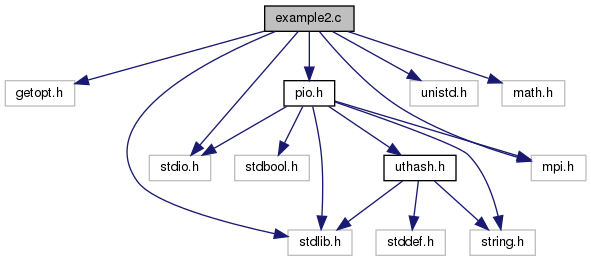 example2.c
getopt.h
pio.h
unistd.h
math.h
stdio.h
stdbool.h
uthash.h
mpi.h
stdlib.h
stddef.h
string.h